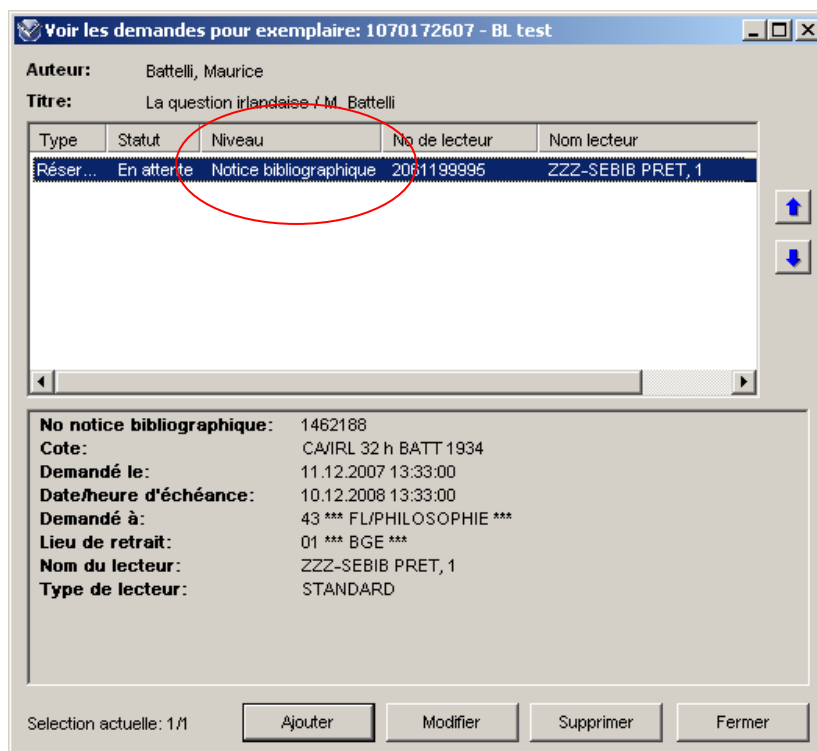 Voir les demandes pour exemplaire: 1070172607 - BL test
Auteur: Battelli, Maurice
Titre: La question irlandaise / M. Battelli
Type Statut Niveau No de lecteur Nom lecteur
Réser... En attente Notice bibliographique 2061199995 ZZZ-SEBIB PRET, 1
No notice bibliographique: 1462188
Cote: CA/IRL 32 h BATT 1934
Demandé le: 11.12.2007 13:33:00
Date/heure d'échéance: 10.12.2008 13:33:00
Demandé à: 43 *** FL/PHILOSOPHIE ***
Lieu de retrait: 01 *** BGE ***
Nom du lecteur: ZZZ-SEBIB PRET, 1
Type de lecteur: STANDARD
Selection actuelle: 1/1 Ajouter Modifier Supprimer Fermer